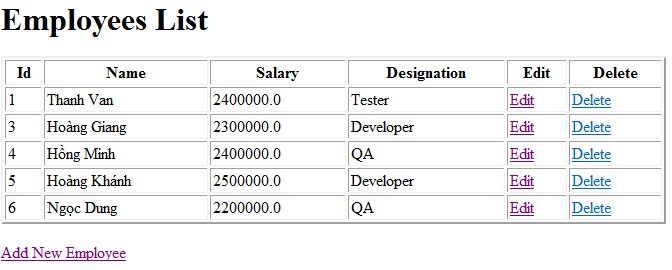 Employees List
Id Name Salary Designation Edit Delete
1 Thanh Van 2400000.0 Tester Edit Delete
3 Hoàng Giang 2300000.0 Developer Edit Delete
4 Hồng Minh 2400000.0 QA Edit Delete
5 Hoàng Khánh 2500000.0 Developer Edit Delete
6 Ngọc Dung 2200000.0 QA Edit Delete
Add New Employee